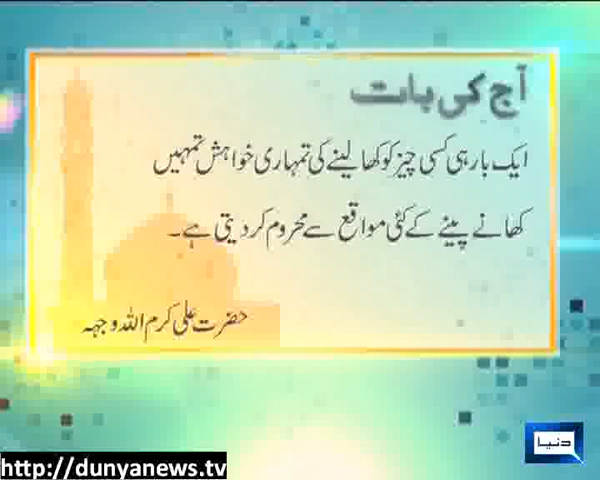 آج کی بات
ایک بار ہی کسی چیز کو کھا لینے کی تمہاری خواہش تمہیں
کھانے پینے کے کئی مواقع سے محروم کر دیتی ہے۔
حضرت علی کرم اللہ وجہہ
دنیا
http://dunyanews.tv